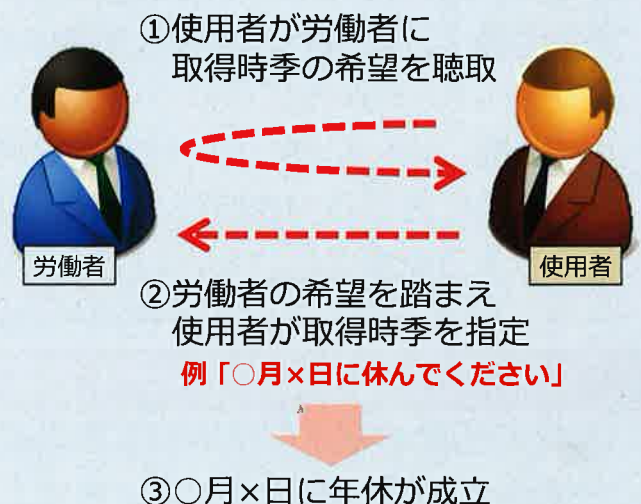 ①使用者が労働者に
取得時季の希望を聴取
労働者
使用者
②労働者の希望を踏まえ
使用者が取得時季を指定
例「○月×日に休んでください」
③○月×日に年休が成立